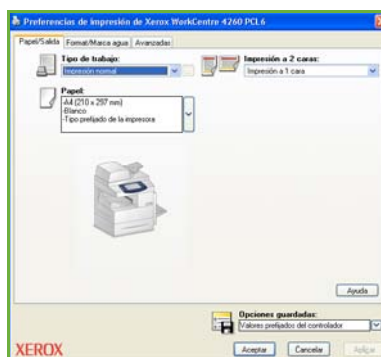 Preferencias de impresión de Xerox WorkCentre 4260 PCL6
Papel/Salida Format/Marca agua Avanzadas
Tipo de trabajo:
Impresión normal
Impresión a 2 caras:
Impresión a 1 cara
Papel:
-A4 (210 x 297 mm)
-Blanco
-Tipo prefijado de la impresora
Ayuda
Opciones guardadas:
Valores prefijados del controlador
XEROX
Aceptar Cancelar Aplicar